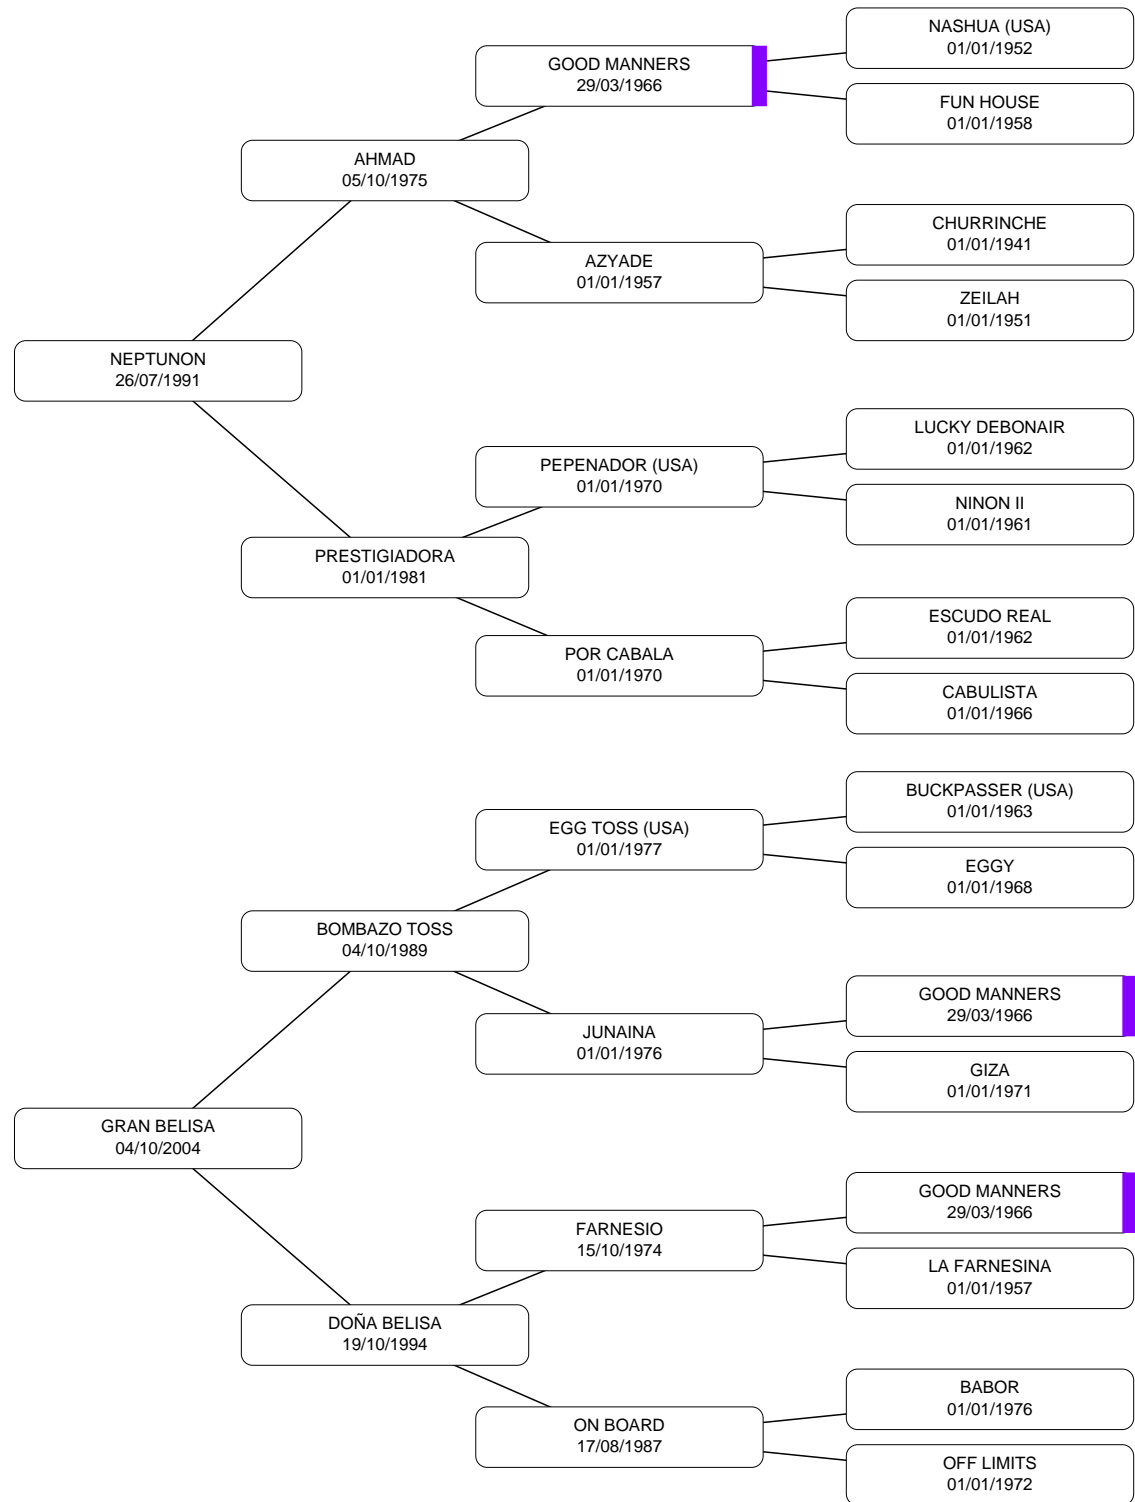 NASHUA (USA)
01/01/1952
GOOD MANNERS
29/03/1966
FUN HOUSE
01/01/1958
AHMAD
05/10/1975
CHURRINCHE
01/01/1941
AZYADE
01/01/1957
ZEILAH
01/01/1951
NEPTUNON
26/07/1991
LUCKY DEBONAIR
01/01/1962
PEPENADOR (USA)
01/01/1970
NINON II
01/01/1961
PRESTIGIADORA
01/01/1981
ESCUDO REAL
01/01/1962
POR CABALA
01/01/1970
CABULISTA
01/01/1966
BUCKPASSER (USA)
01/01/1963
EGG TOSS (USA)
01/01/1977
EGGY
01/01/1968
BOMBAZO TOSS
04/10/1989
GOOD MANNERS
29/03/1966
JUNAINA
01/01/1976
GIZA
01/01/1971
GRAN BELISA
04/10/2004
GOOD MANNERS
29/03/1966
FARNESIO
15/10/1974
LA FARNESINA
01/01/1957
DOÑA BELISA
19/10/1994
BABOR
01/01/1976
ON BOARD
17/08/1987
OFF LIMITS
01/01/1972